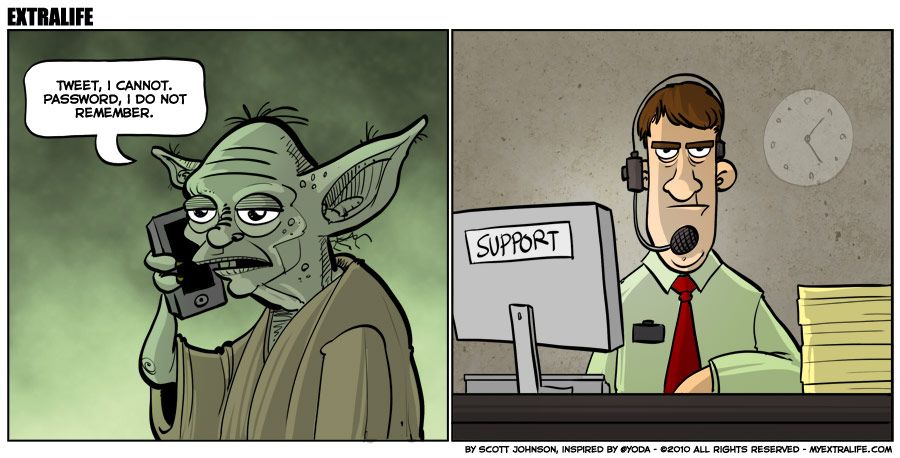 EXTRALIFE
TWEET, I CANNOT.
PASSWORD, I DO NOT
REMEMBER.
SUPPORT
BY SCOTT JOHNSON, INSPIRED BY @YODA - ©2010 ALL RIGHTS RESERVED - MYEXTRALIFE.COM